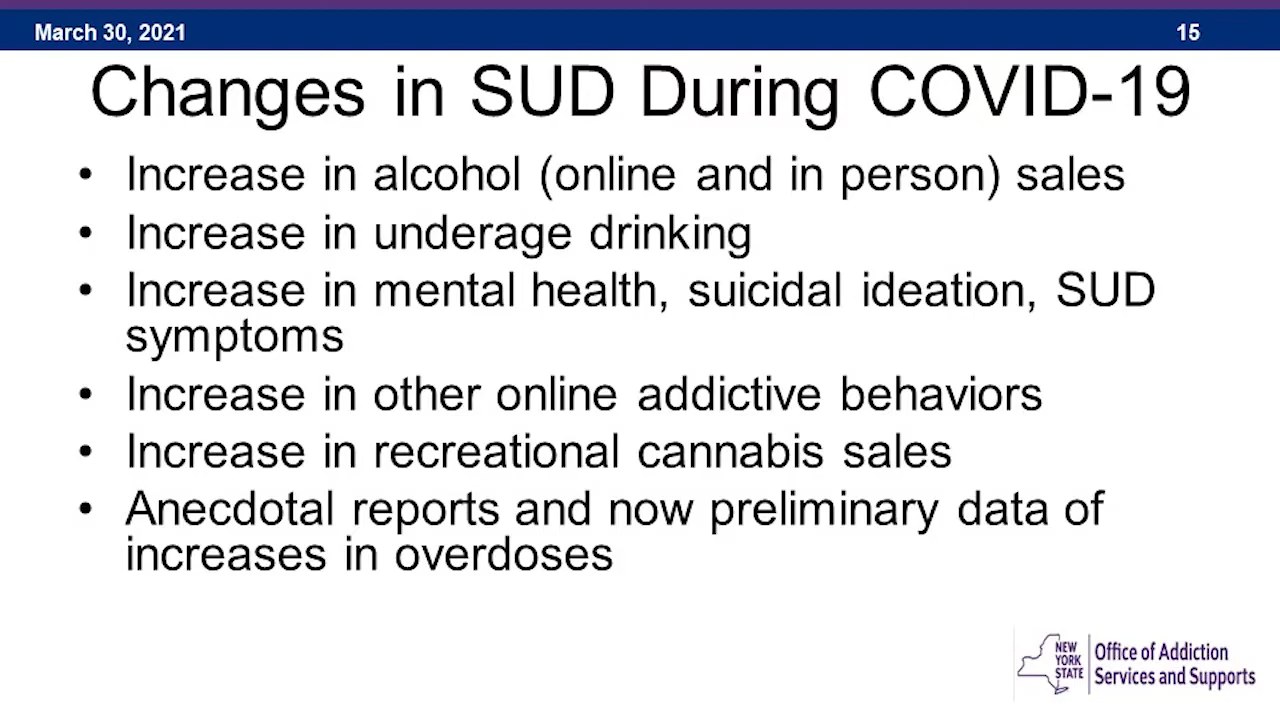 March 30, 2021
15
Changes in SUD During COVID-19
• Increase in alcohol (online and in person) sales
• Increase in underage drinking
• Increase in mental health, suicidal ideation, SUD
symptoms
• Increase in other online addictive behaviors
• Increase in recreational cannabis sales
• Anecdotal reports and now preliminary data of
increases in overdoses
NEW
YORK
STATE
Office of Addiction
Services and Supports